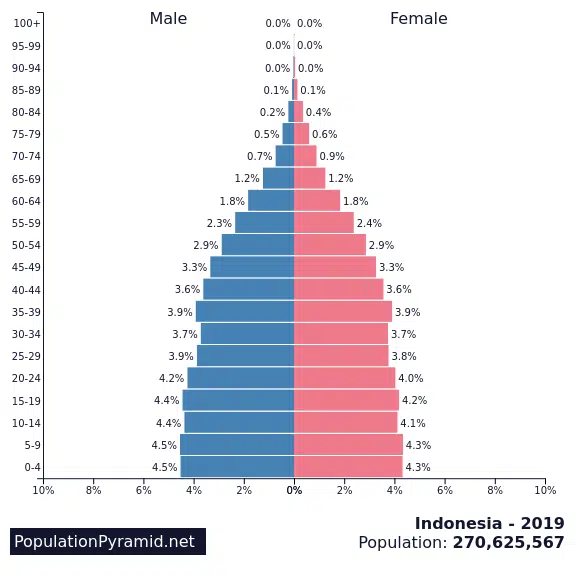 Male Female
100+ 0.0% 0.0%
95-99 0.0% 0.0%
90-94 0.0% 0.0%
85-89 0.1% 0.1%
80-84 0.2% 0.4%
75-79 0.5% 0.6%
70-74 0.7% 0.9%
65-69 1.2% 1.2%
60-64 1.8% 1.8%
55-59 2.3% 2.4%
50-54 2.9% 2.9%
45-49 3.3% 3.3%
40-44 3.6% 3.6%
35-39 3.9% 3.9%
30-34 3.7% 3.7%
25-29 3.9% 3.8%
20-24 4.2% 4.0%
15-19 4.4% 4.2%
10-14 4.4% 4.1%
5-9 4.5% 4.3%
0-4 4.5% 4.3%
10% 8% 6% 4% 2% 0% 2% 4% 6% 8% 10%
Indonesia - 2019
PopulationPyramid.net
Population: 270,625,567